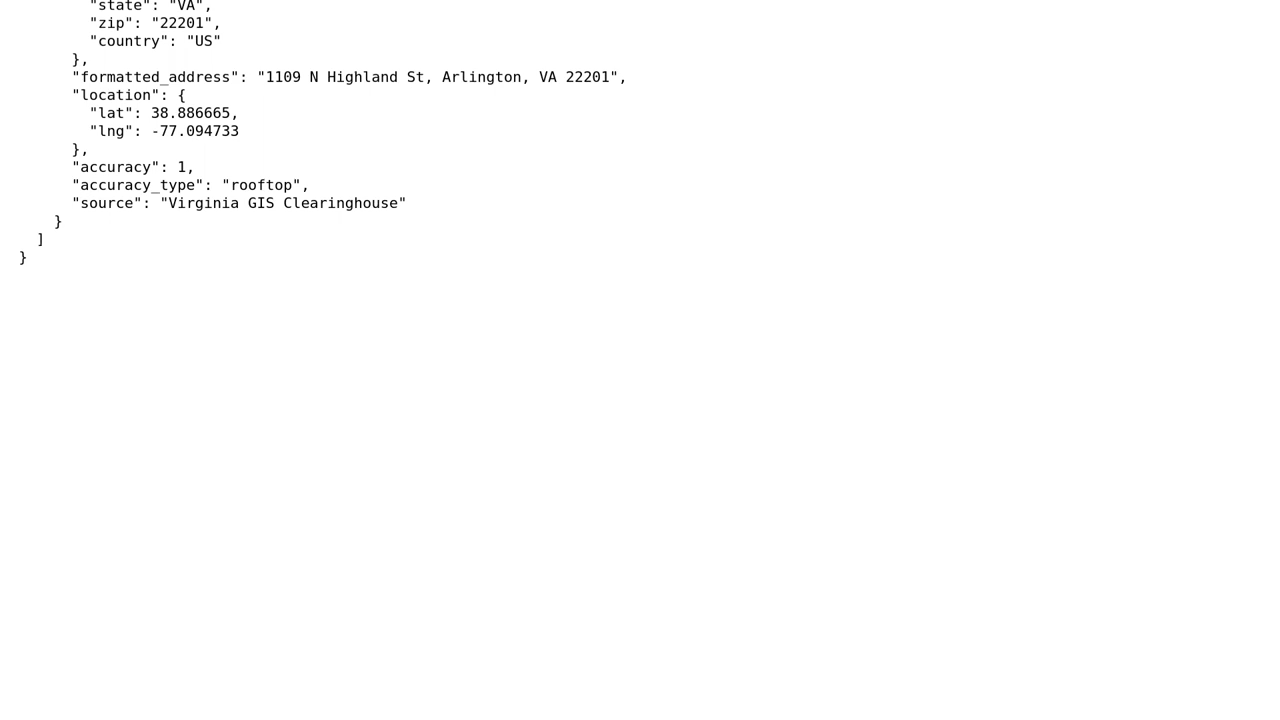 "state": "VA",
"zip": "22201",
"country": "US"
},
"formatted_address": "1109 N Highland St, Arlington, VA 22201",
"location": {
"lat": 38.886665,
"lng": -77.094733
},
"accuracy": 1,
"accuracy_type": "rooftop",
"source": "Virginia GIS Clearinghouse"
}
]
}